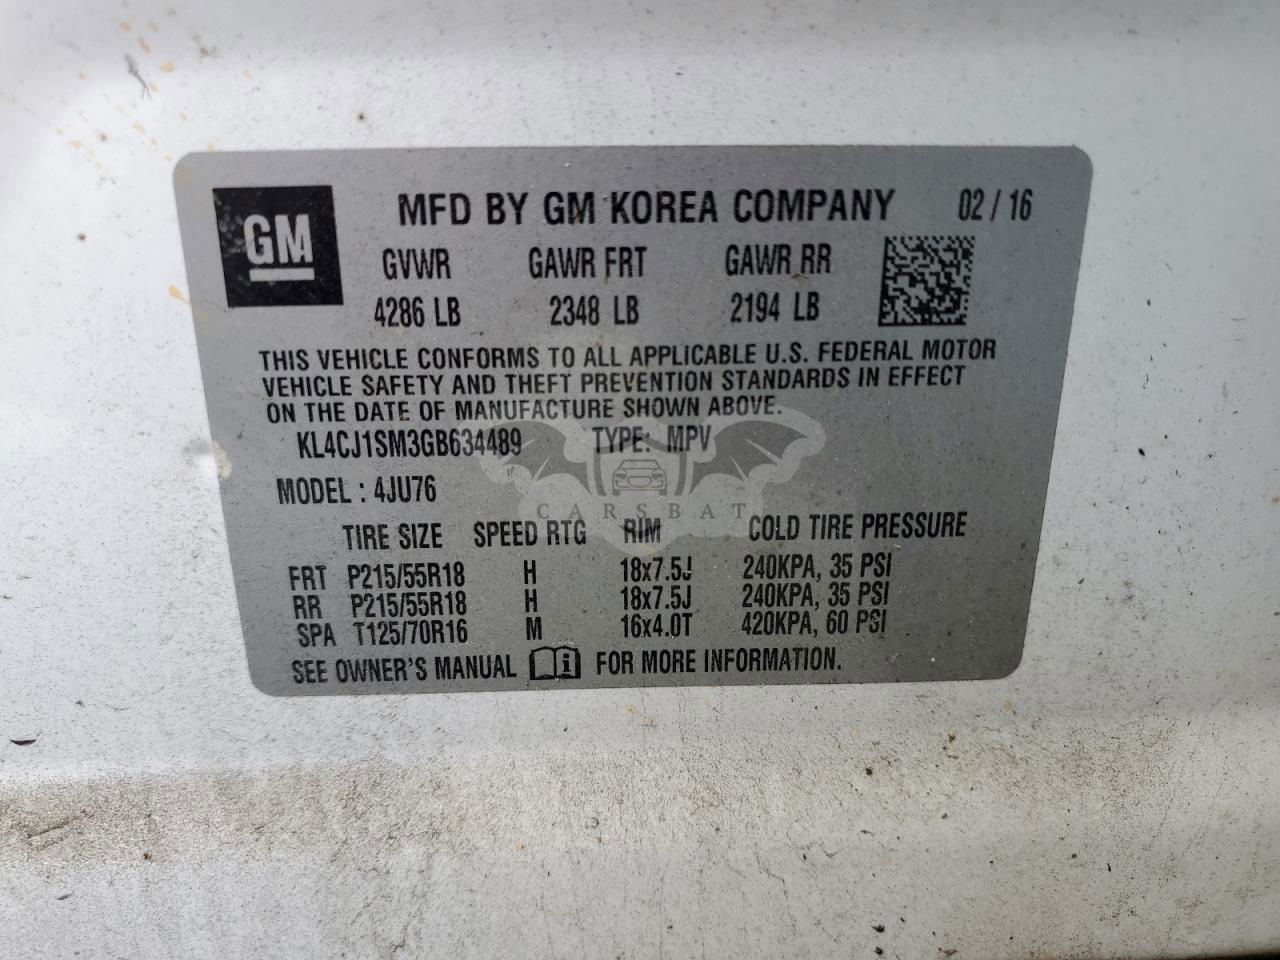 GM
MFD BY GM KOREA COMPANY 02 / 16
GVWR GAWR FRT GAWR RR
4286 LB 2348 LB 2194 LB
THIS VEHICLE CONFORMS TO ALL APPLICABLE U.S. FEDERAL MOTOR
VEHICLE SAFETY AND THEFT PREVENTION STANDARDS IN EFFECT
ON THE DATE OF MANUFACTURE SHOWN ABOVE.
KL4CJ1SM3GB634489 TYPE: MPV
MODEL : 4JU76
CARSBAT
TIRE SIZE SPEED RTG RIM COLD TIRE PRESSURE
FRT P215/55R18 H 18x7.5J 240KPA, 35 PSI
RR P215/55R18 H 18x7.5J 240KPA, 35 PSI
SPA T125/70R16 M 16x4.0T 420KPA, 60 PSI
SEE OWNER'S MANUAL i FOR MORE INFORMATION.